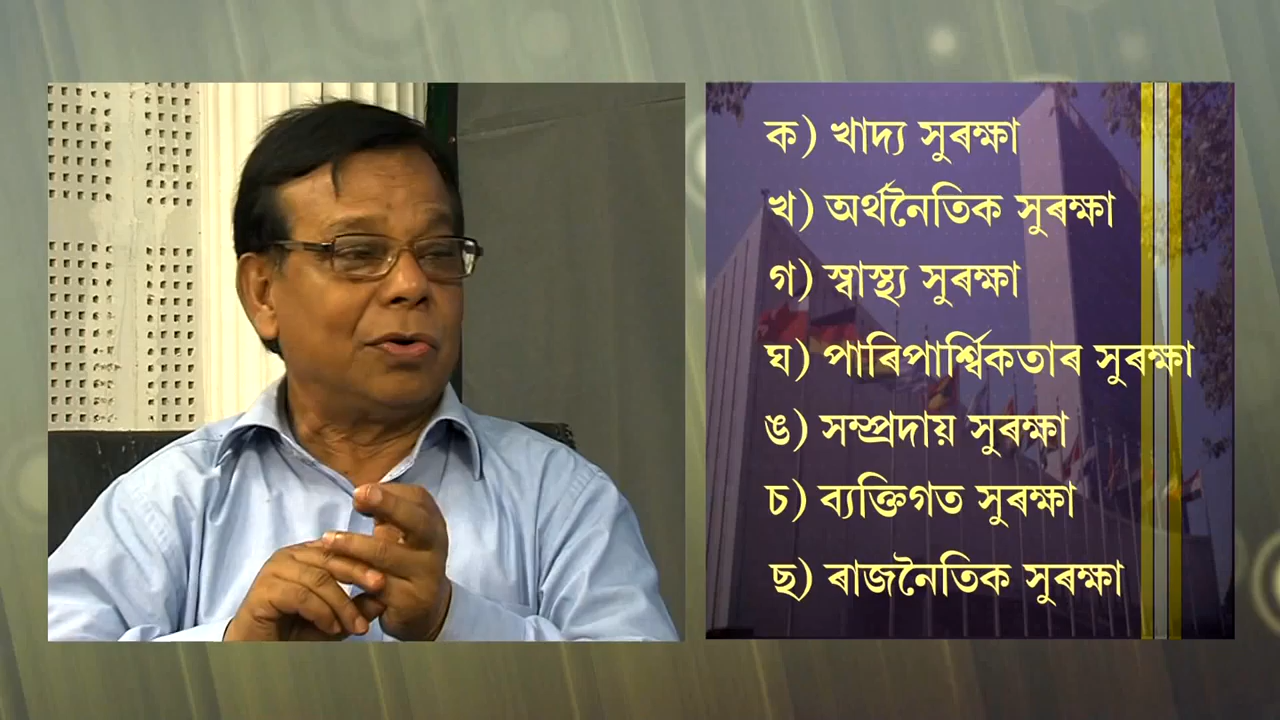 ক) খাদ্য সুৰক্ষা
খ) অৰ্থনৈতিক সুৰক্ষা
গ) স্বাস্থ্য সুৰক্ষা
ঘ) পাৰিপাৰ্শ্বিকতাৰ সুৰক্ষা
ঙ) সম্প্ৰদায় সুৰক্ষা
চ) ব্যক্তিগত সুৰক্ষা
ছ) ৰাজনৈতিক সুৰক্ষা